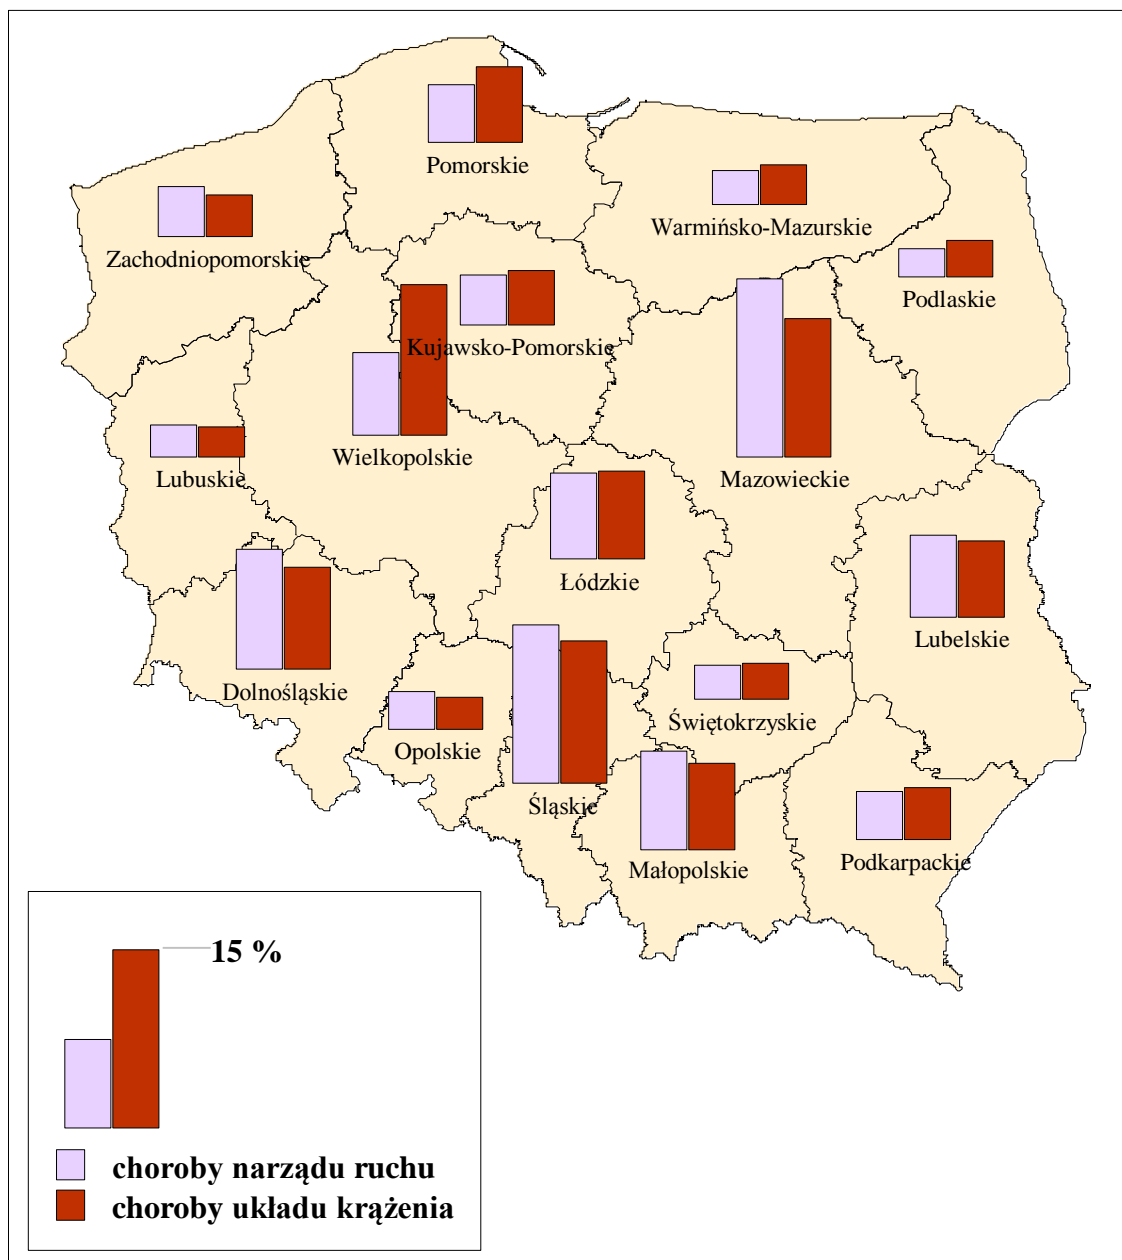 Pomorskie
Warmińsko-Mazurskie
Zachodniopomorskie
Podlaskie
Kujawsko-Pomorskie
Wielkopolskie
Lubuskie
Mazowieckie
Łódzkie
Lubelskie
Dolnośląskie
Świętokrzyskie
Opolskie
Śląskie
Małopolskie
Podkarpackie
15 %
choroby narządu ruchu
choroby układu krążenia